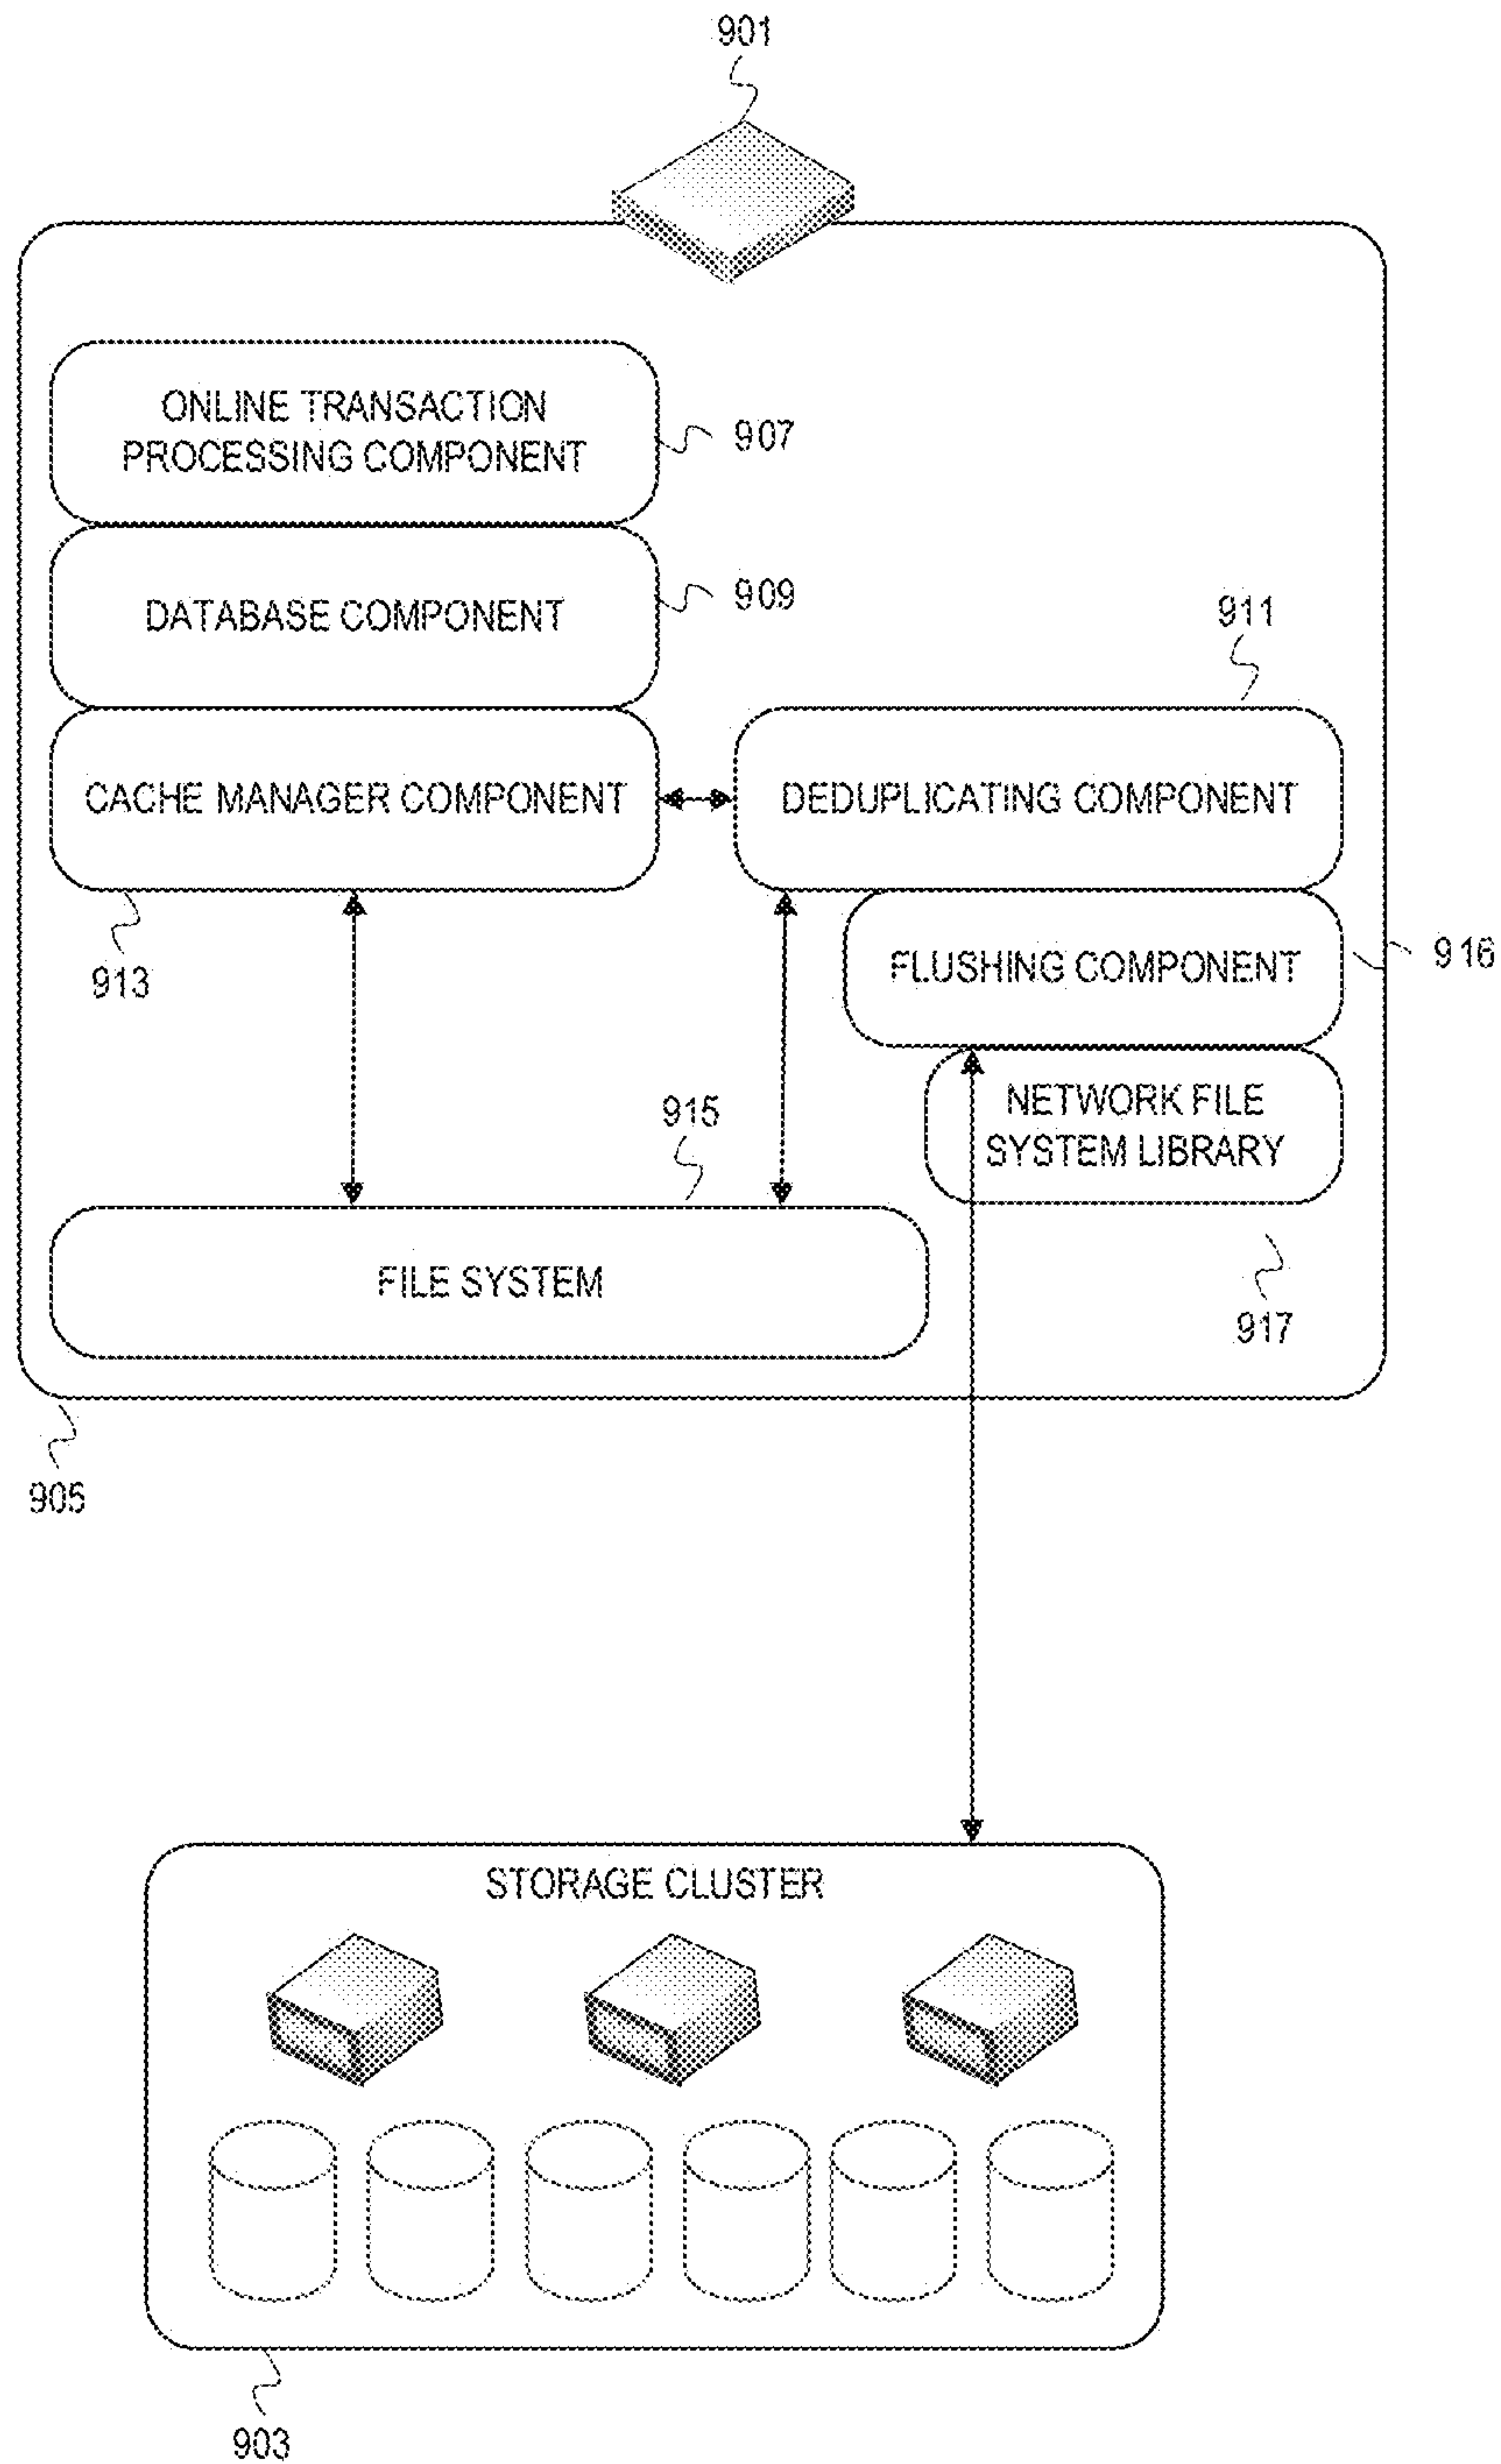 901
ONLINE TRANSACTION
PROCESSING COMPONENT
907
DATABASE COMPONENT
909
911
CACHE MANAGER COMPONENT
DEDUPLICATING COMPONENT
913
FLUSHING COMPONENT
916
NETWORK FILE
SYSTEM LIBRARY
915
FILE SYSTEM
917
905
STORAGE CLUSTER
903